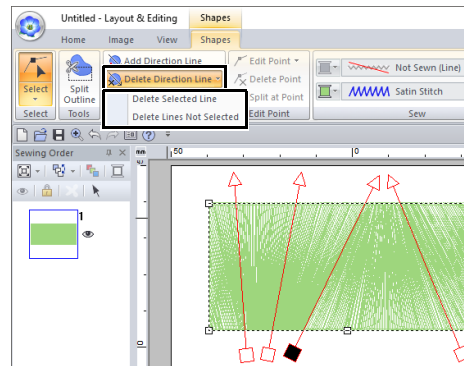 Untitled - Layout & Editing Shapes
Home Image View Shapes
Select
Split Outline
Add Direction Line
Delete Direction Line
Delete Selected Line
Delete Lines Not Selected
Edit Point
Delete Point
Split at Point
Not Sewn (Line)
Satin Stitch
Select Tools Edit Point Sew
Sewing Order
mm 50 0
1
0